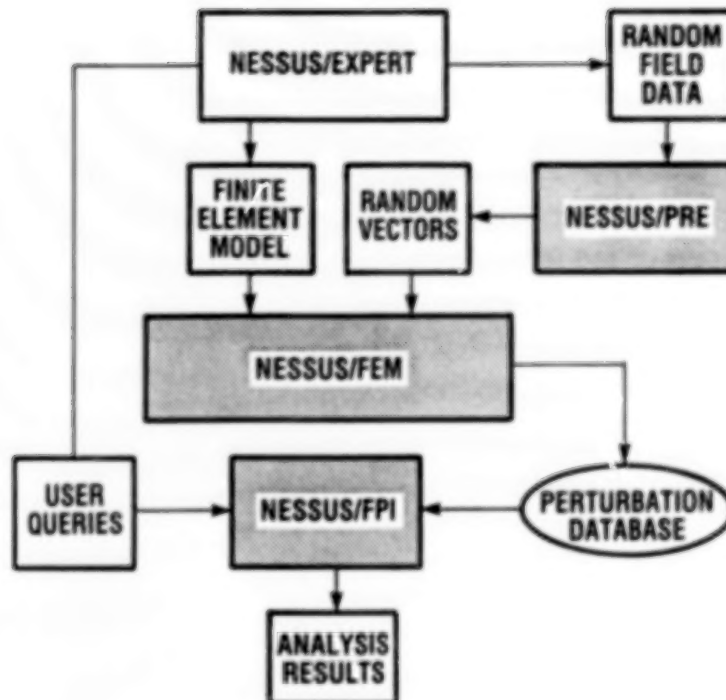 NESSUS/EXPERT
RANDOM
FIELD
DATA
FINITE
ELEMENT
MODEL
RANDOM
VECTORS
NESSUS/PRE
NESSUS/FEM
USER
QUERIES
NESSUS/FPI
PERTURBATION
DATABASE
ANALYSIS
RESULTS